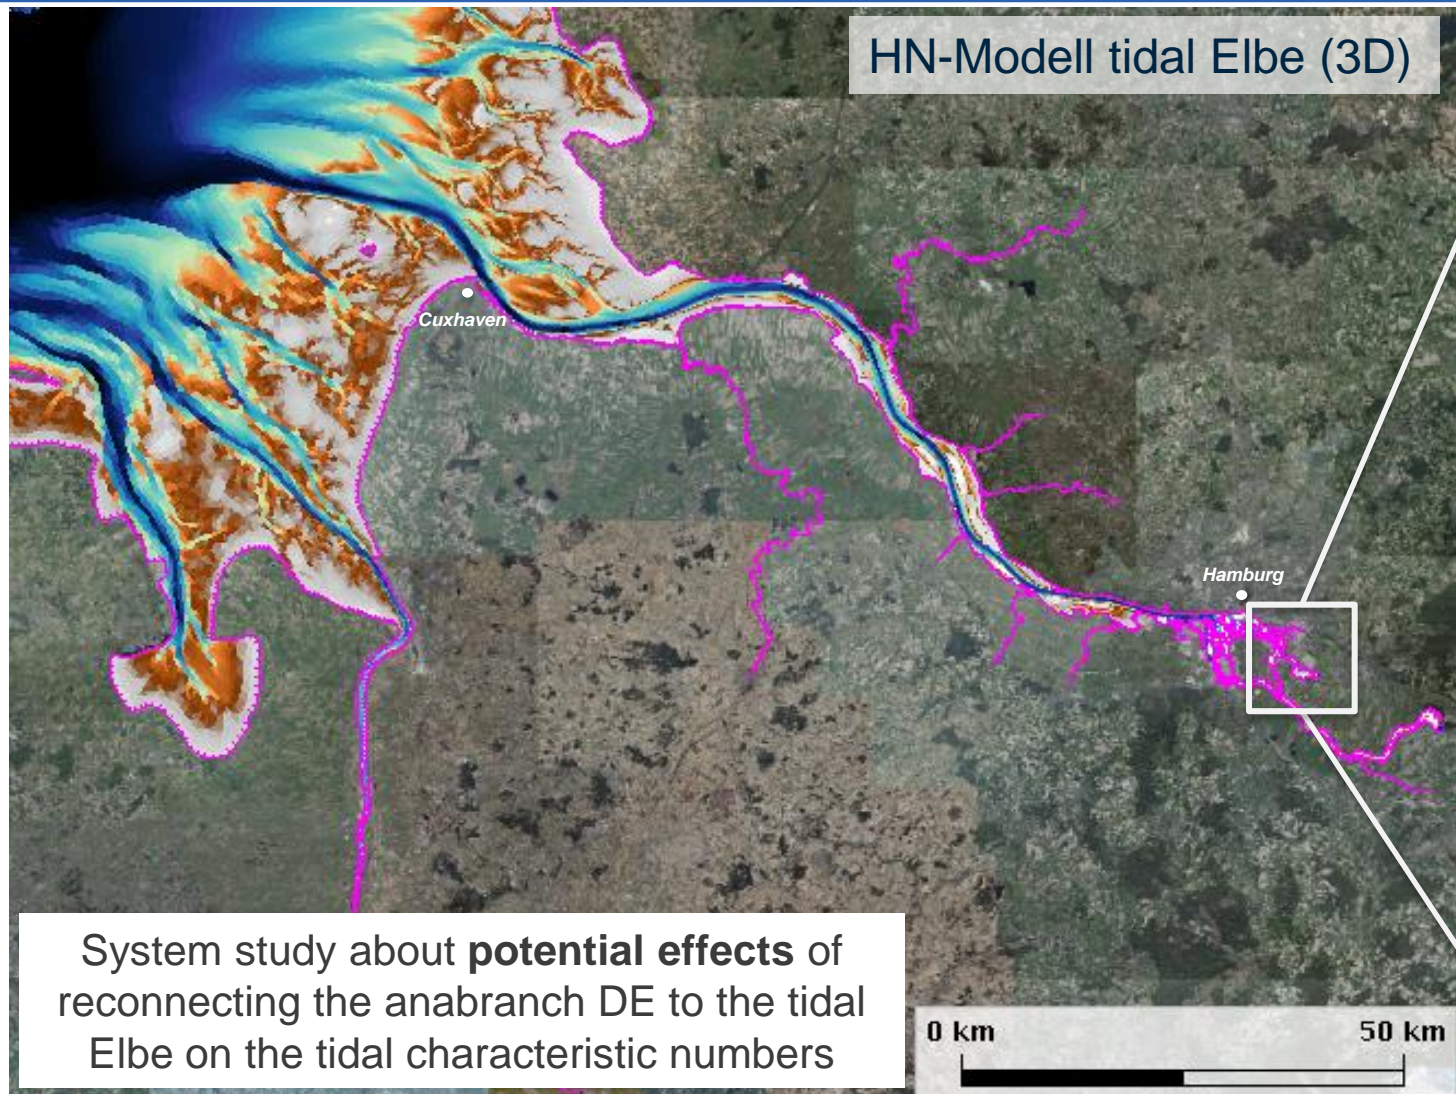 HN-Modell tidal Elbe (3D)
Cuxhaven
Hamburg
System study about potential effects of
reconnecting the anabranch DE to the tidal
Elbe on the tidal characteristic numbers
0 km 50 km